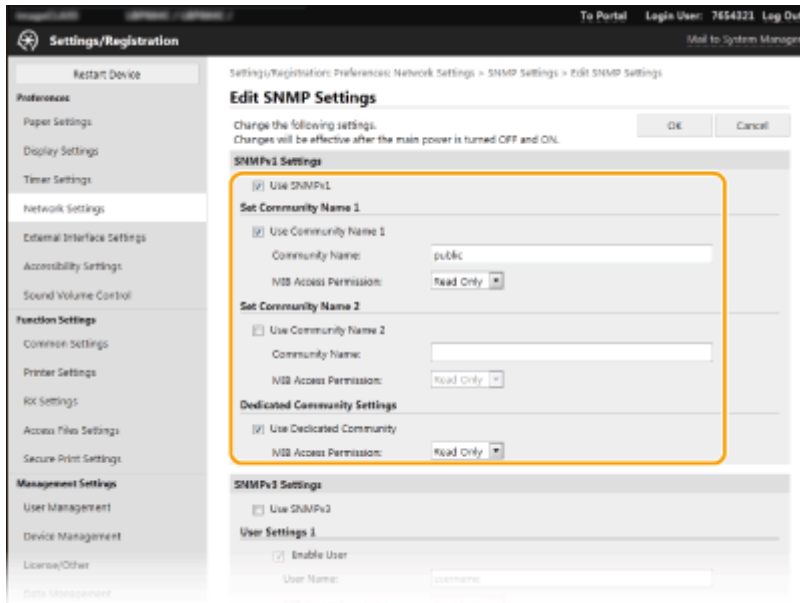 To Portal Login User: 7654321 Log Out
Settings/Registration
Mail to System Manager
Restart Device
Preferences
Paper Settings
Display Settings
Timer Settings
Network Settings
External Interface Settings
Accessibility Settings
Sound Volume Control
Function Settings
Common Settings
Printer Settings
RX Settings
Access Files Settings
Secure Print Settings
Management Settings
User Management
Device Management
License/Other
Data Management
Settings/Registration: Preferences: Network Settings > SNMP Settings > Edit SNMP Settings
Edit SNMP Settings
Change the following settings.
Changes will be effective after the main power is turned OFF and ON.
OK Cancel
SNMPv1 Settings
Use SNMPv1
Set Community Name 1
Use Community Name 1
Community Name: public
MIB Access Permission: Read Only
Set Community Name 2
Use Community Name 2
Community Name:
MIB Access Permission: Read Only
Dedicated Community Settings
Use Dedicated Community
MIB Access Permission: Read Only
SNMPv3 Settings
Use SNMPv3
User Settings 1
Enable User
User Name: username